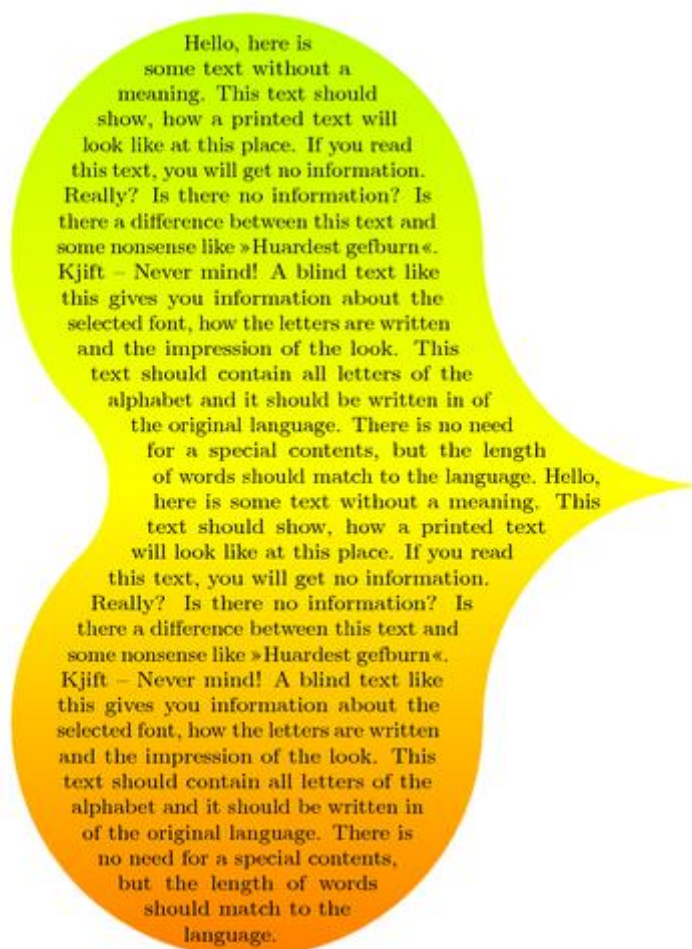 Hello, here is
some text without a
meaning. This text should
show, how a printed text will
look like at this place. If you read
this text, you will get no information.
Really? Is there no information? Is
there a difference between this text and
some nonsense like »Huardest gefburn«.
Kjift – Never mind! A blind text like
this gives you information about the
selected font, how the letters are written
and the impression of the look. This
text should contain all letters of the
alphabet and it should be written in of
the original language. There is no need
for a special contents, but the length
of words should match to the language. Hello,
here is some text without a meaning. This
text should show, how a printed text
will look like at this place. If you read
this text, you will get no information.
Really? Is there no information? Is
there a difference between this text and
some nonsense like »Huardest gefburn«.
Kjift – Never mind! A blind text like
this gives you information about the
selected font, how the letters are written
and the impression of the look. This
text should contain all letters of the
alphabet and it should be written in
of the original language. There is
no need for a special contents,
but the length of words
should match to the
language.